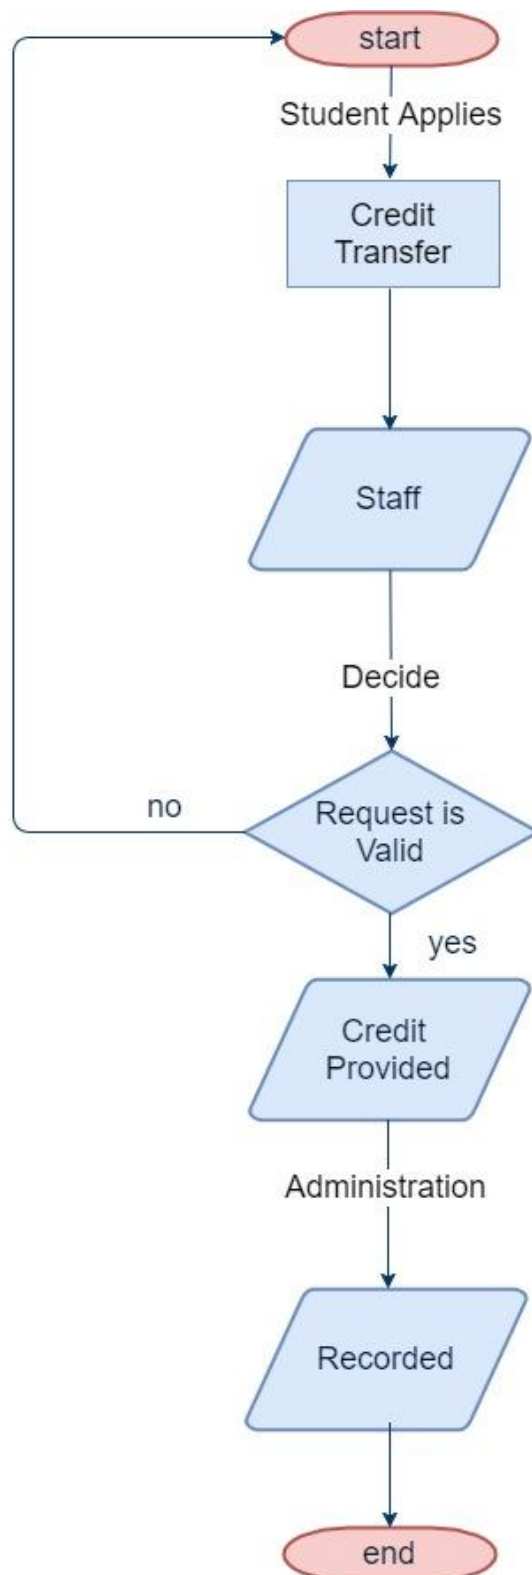 start
Student Applies
Credit
Transfer
Staff
Decide
no
Request is
Valid
yes
Credit
Provided
Administration
Recorded
end